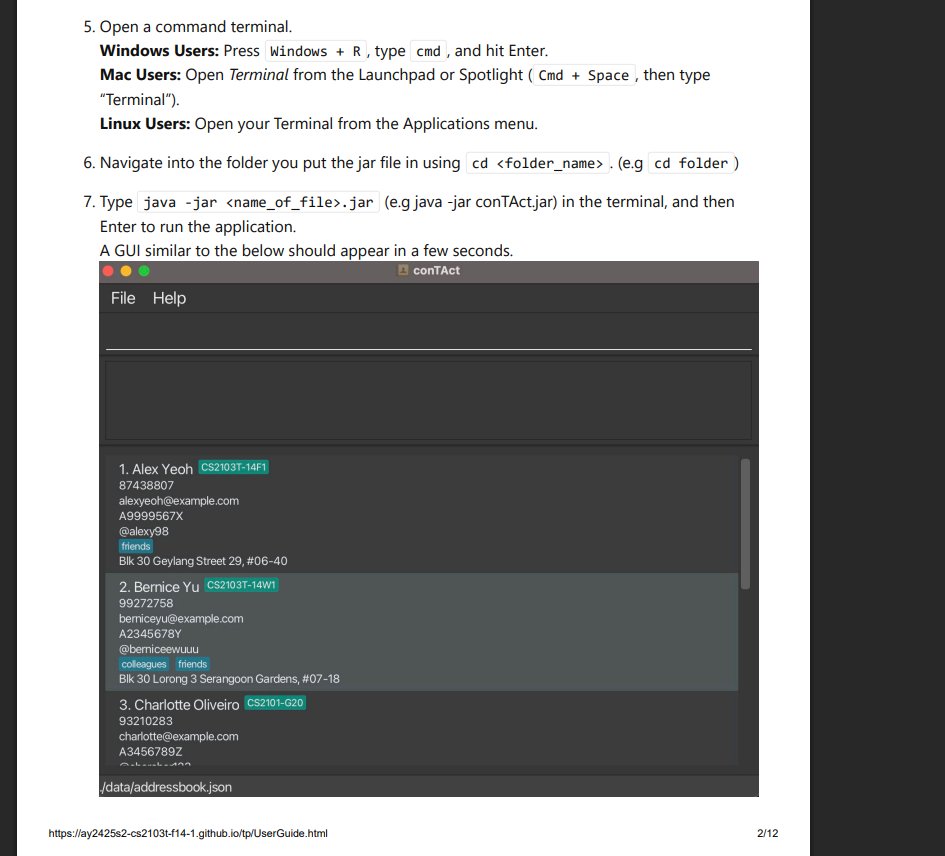 5. Open a command terminal.
Windows Users: Press Windows + R , type cmd , and hit Enter.
Mac Users: Open Terminal from the Launchpad or Spotlight ( Cmd + Space , then type
“Terminal”).
Linux Users: Open your Terminal from the Applications menu.
6. Navigate into the folder you put the jar file in using cd <folder_name> . (e.g cd folder )
7. Type java -jar <name_of_file>.jar (e.g java -jar conTAct.jar) in the terminal, and then
Enter to run the application.
A GUI similar to the below should appear in a few seconds.
conTAct
File Help
1. Alex Yeoh CS2103T-14F1
87438807
alexyeoh@example.com
A9999567X
@alexy98
friends
Blk 30 Geylang Street 29, #06-40
2. Bernice Yu CS2103T-14W1
99272758
berniceyu@example.com
A2345678Y
@berniceewuuu
colleagues friends
Blk 30 Lorong 3 Serangoon Gardens, #07-18
3. Charlotte Oliveiro CS2101-G20
93210283
charlotte@example.com
A3456789Z
./data/addressbook.json
https://ay2425s2-cs2103t-f14-1.github.io/tp/UserGuide.html 2/12